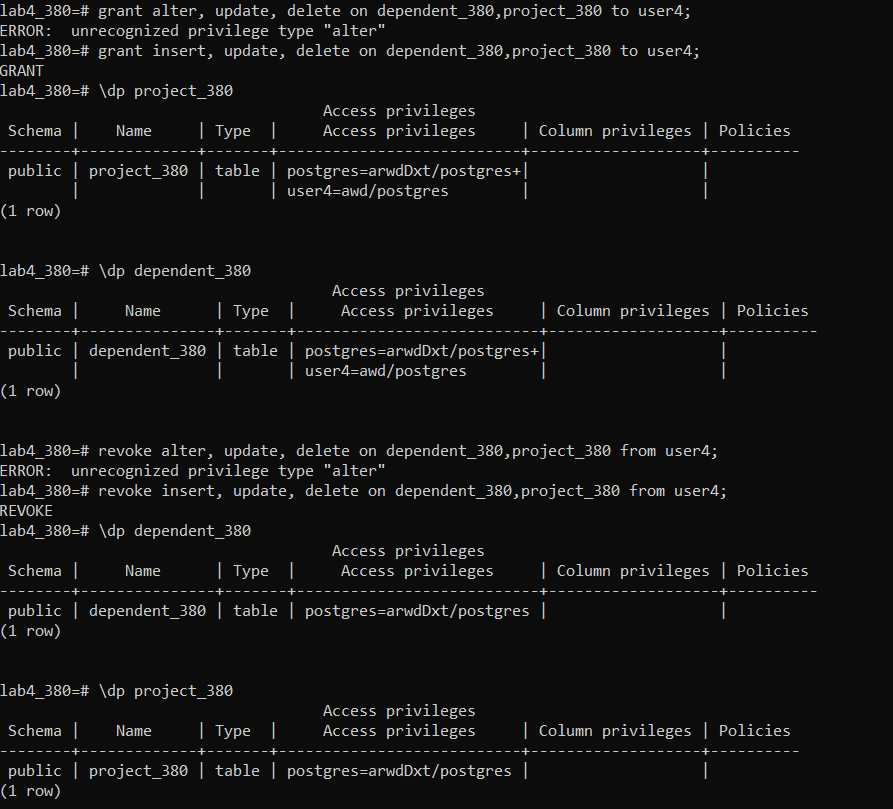 lab4_380=# grant alter, update, delete on dependent_380,project_380 to user4;
ERROR:  unrecognized privilege type "alter"
lab4_380=# grant insert, update, delete on dependent_380,project_380 to user4;
GRANT
lab4_380=# \dp project_380
                                    Access privileges
 Schema |    Name     | Type  |     Access privileges     | Column privileges | Policies
--------+-------------+-------+---------------------------+-------------------+----------
 public | project_380 | table | postgres=arwdDxt/postgres+|                   |
        |             |       | user4=awd/postgres        |                   |
(1 row)
lab4_380=# \dp dependent_380
                                     Access privileges
 Schema |     Name      | Type  |     Access privileges     | Column privileges | Policies
--------+---------------+-------+---------------------------+-------------------+----------
 public | dependent_380 | table | postgres=arwdDxt/postgres+|                   |
        |               |       | user4=awd/postgres        |                   |
(1 row)
lab4_380=# revoke alter, update, delete on dependent_380,project_380 from user4;
ERROR:  unrecognized privilege type "alter"
lab4_380=# revoke insert, update, delete on dependent_380,project_380 from user4;
REVOKE
lab4_380=# \dp dependent_380
                                     Access privileges
 Schema |     Name      | Type  |     Access privileges     | Column privileges | Policies
--------+---------------+-------+---------------------------+-------------------+----------
 public | dependent_380 | table | postgres=arwdDxt/postgres |                   |
(1 row)
lab4_380=# \dp project_380
                                    Access privileges
 Schema |    Name     | Type  |     Access privileges     | Column privileges | Policies
--------+-------------+-------+---------------------------+-------------------+----------
 public | project_380 | table | postgres=arwdDxt/postgres |                   |
(1 row)